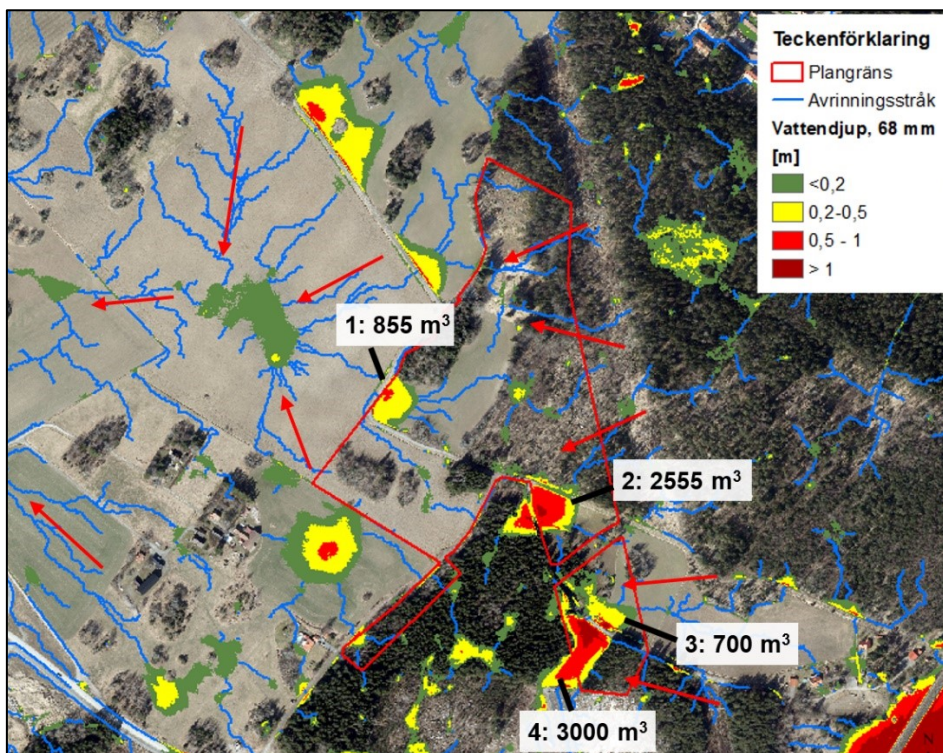 Teckenförklaring
Plangräns
Avrinningsstråk
Vattendjup, 68 mm
[m]
<0,2
0,2-0,5
0,5 - 1
> 1
1: 855 m³
2: 2555 m³
3: 700 m³
4: 3000 m³
N